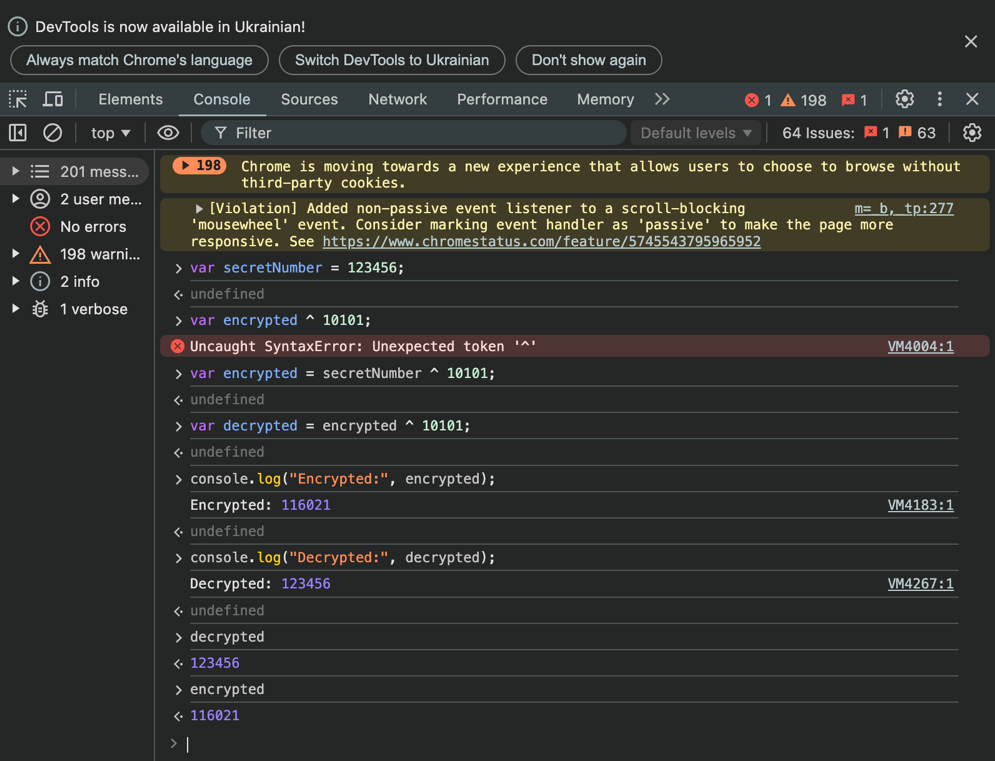 DevTools is now available in Ukrainian!
Always match Chrome's language Switch DevTools to Ukrainian Don't show again
Elements Console Sources Network Performance Memory 1 198 1
top Filter Default levels 64 Issues: 1 63
201 mess...
2 user me...
No errors
198 warni...
2 info
1 verbose
198 Chrome is moving towards a new experience that allows users to choose to browse without
third-party cookies.
[Violation] Added non-passive event listener to a scroll-blocking m=_b,_tp:277
'mousewheel' event. Consider marking event handler as 'passive' to make the page more
responsive. See https://www.chromestatus.com/feature/5745543795965952
var secretNumber = 123456;
undefined
var encrypted ^ 10101;
Uncaught SyntaxError: Unexpected token '^' VM4004:1
var encrypted = secretNumber ^ 10101;
undefined
var decrypted = encrypted ^ 10101;
undefined
console.log("Encrypted:", encrypted);
Encrypted: 116021 VM4183:1
undefined
console.log("Decrypted:", decrypted);
Decrypted: 123456 VM4267:1
undefined
decrypted
123456
encrypted
116021